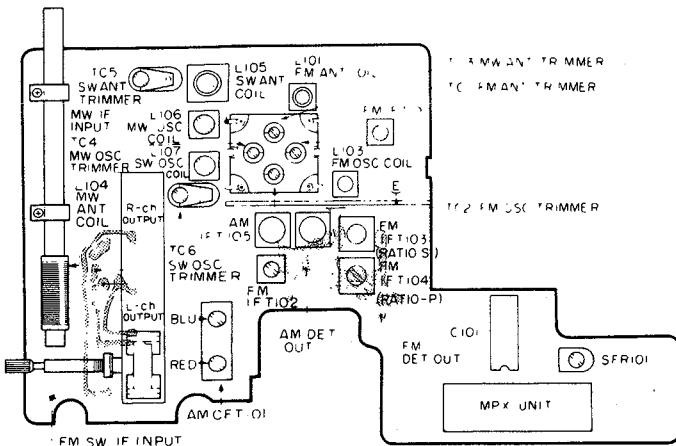 TC5
SW ANT
TRIMMER
L105
SW ANT
COIL
L101
FM ANT
MW ANT TRIMMER
FM ANT TRIMMER
MW IF
INPUT
L106
MW OSC
COIL
FM
TC4
MW OSC
TRIMMER
L107
SW OSC
COIL
L103
FM OSC COIL
L104
MW
ANT
COIL
R-ch
OUTPUT
E
TC2 FM OSC TRIMMER
AM
IFT105
FM
IFT103
TC6
SW OSC
TRIMMER
FM
IFT102
FM
IFT104
(RATIO-P)
L-ch
OUTPUT
BLU
RED
AM DET
OUT
FM
DET OUT
C101
SFR101
MPX UNIT
AM CFT
FM SW IF INPUT